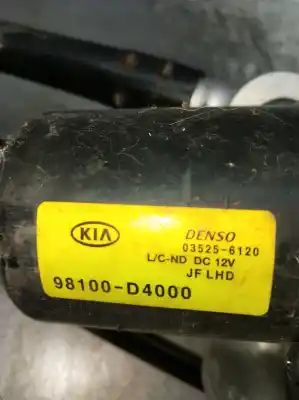 KIA DENSO
03525-6120
L/C-ND DC 12V
JF LHD
98100-D4000